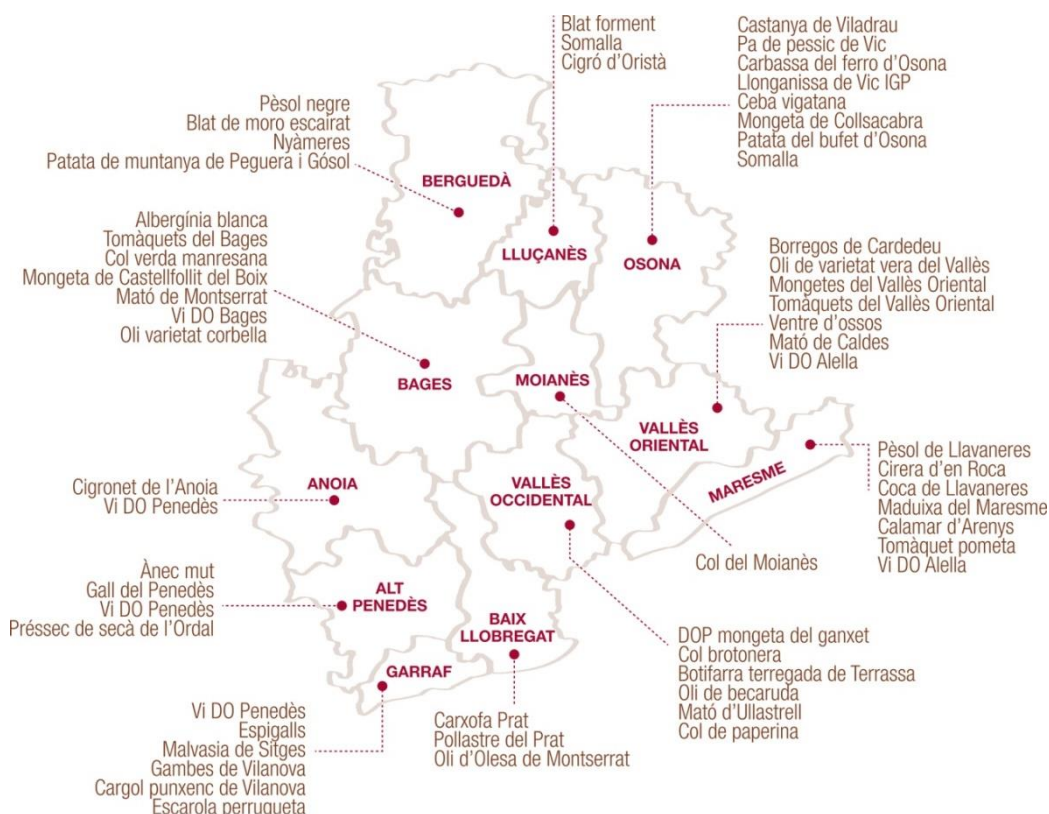 Blat forment
Somalla
Cigró d'Oristà
Castanya de Viladrau
Pa de pessic de Vic
Carbassa del ferro d'Osona
Llonganissa de Vic IGP
Ceba vigatana
Mongeta de Collsacabra
Patata del bufet d'Osona
Somalla
Pèsol negre
Blat de moro escairat
Nyàmeres
Patata de muntanya de Peguera i Gósol
BERGUEDÀ
LLUÇANÈS
OSONA
Albergínia blanca
Tomàquets del Bages
Col verda manresana
Mongeta de Castellfollit del Boix
Mató de Montserrat
Vi DO Bages
Oli varietat corbella
Borregos de Cardedeu
Oli de varietat vera del Vallès
Mongetes del Vallès Oriental
Tomàquets del Vallès Oriental
Ventre d'ossos
Mató de Caldes
Vi DO Alella
BAGES
MOIANÈS
VALLÈS
ORIENTAL
MARESME
Pèsol de Llavaneres
Cirera d'en Roca
Coca de Llavaneres
Maduixa del Maresme
Calamar d'Arenys
Tomàquet pometa
Vi DO Alella
Cigronet de l'Anoia
Vi DO Penedès
ANOIA
VALLÈS
OCCIDENTAL
Col del Moianès
Ànec mut
Gall del Penedès
Vi DO Penedès
Préssec de secà de l'Ordal
ALT
PENEDÈS
BAIX
LLOBREGAT
GARRAF
DOP mongeta del ganxet
Col brotonera
Botifarra terregada de Terrassa
Oli de becaruda
Mató d'Ullastrell
Col de paperina
Vi DO Penedès
Espigalls
Malvasia de Sitges
Gambes de Vilanova
Cargol punxenc de Vilanova
Escarola perruqueta
Carxofa Prat
Pollastre del Prat
Oli d'Olesa de Montserrat